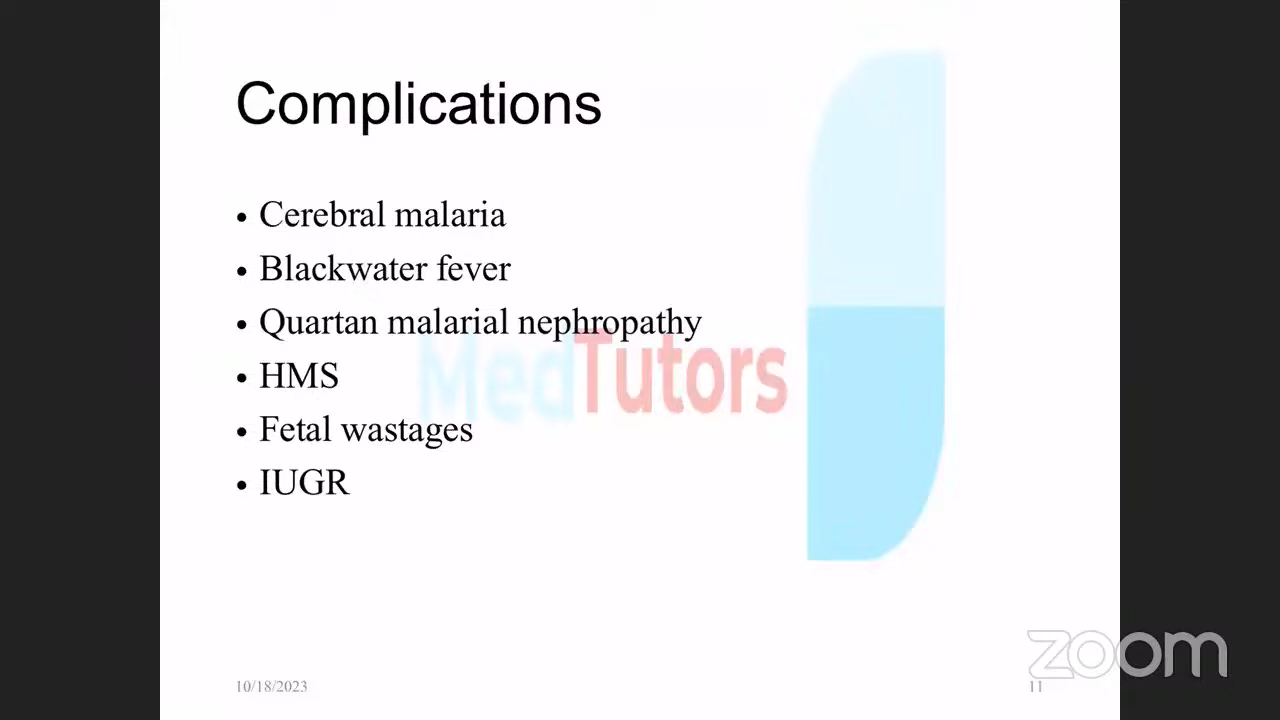 Complications
• Cerebral malaria
• Blackwater fever
• Quartan malarial nephropathy
MedTutors
• HMS
• Fetal wastages
• IUGR
zoom
10/18/2023
11